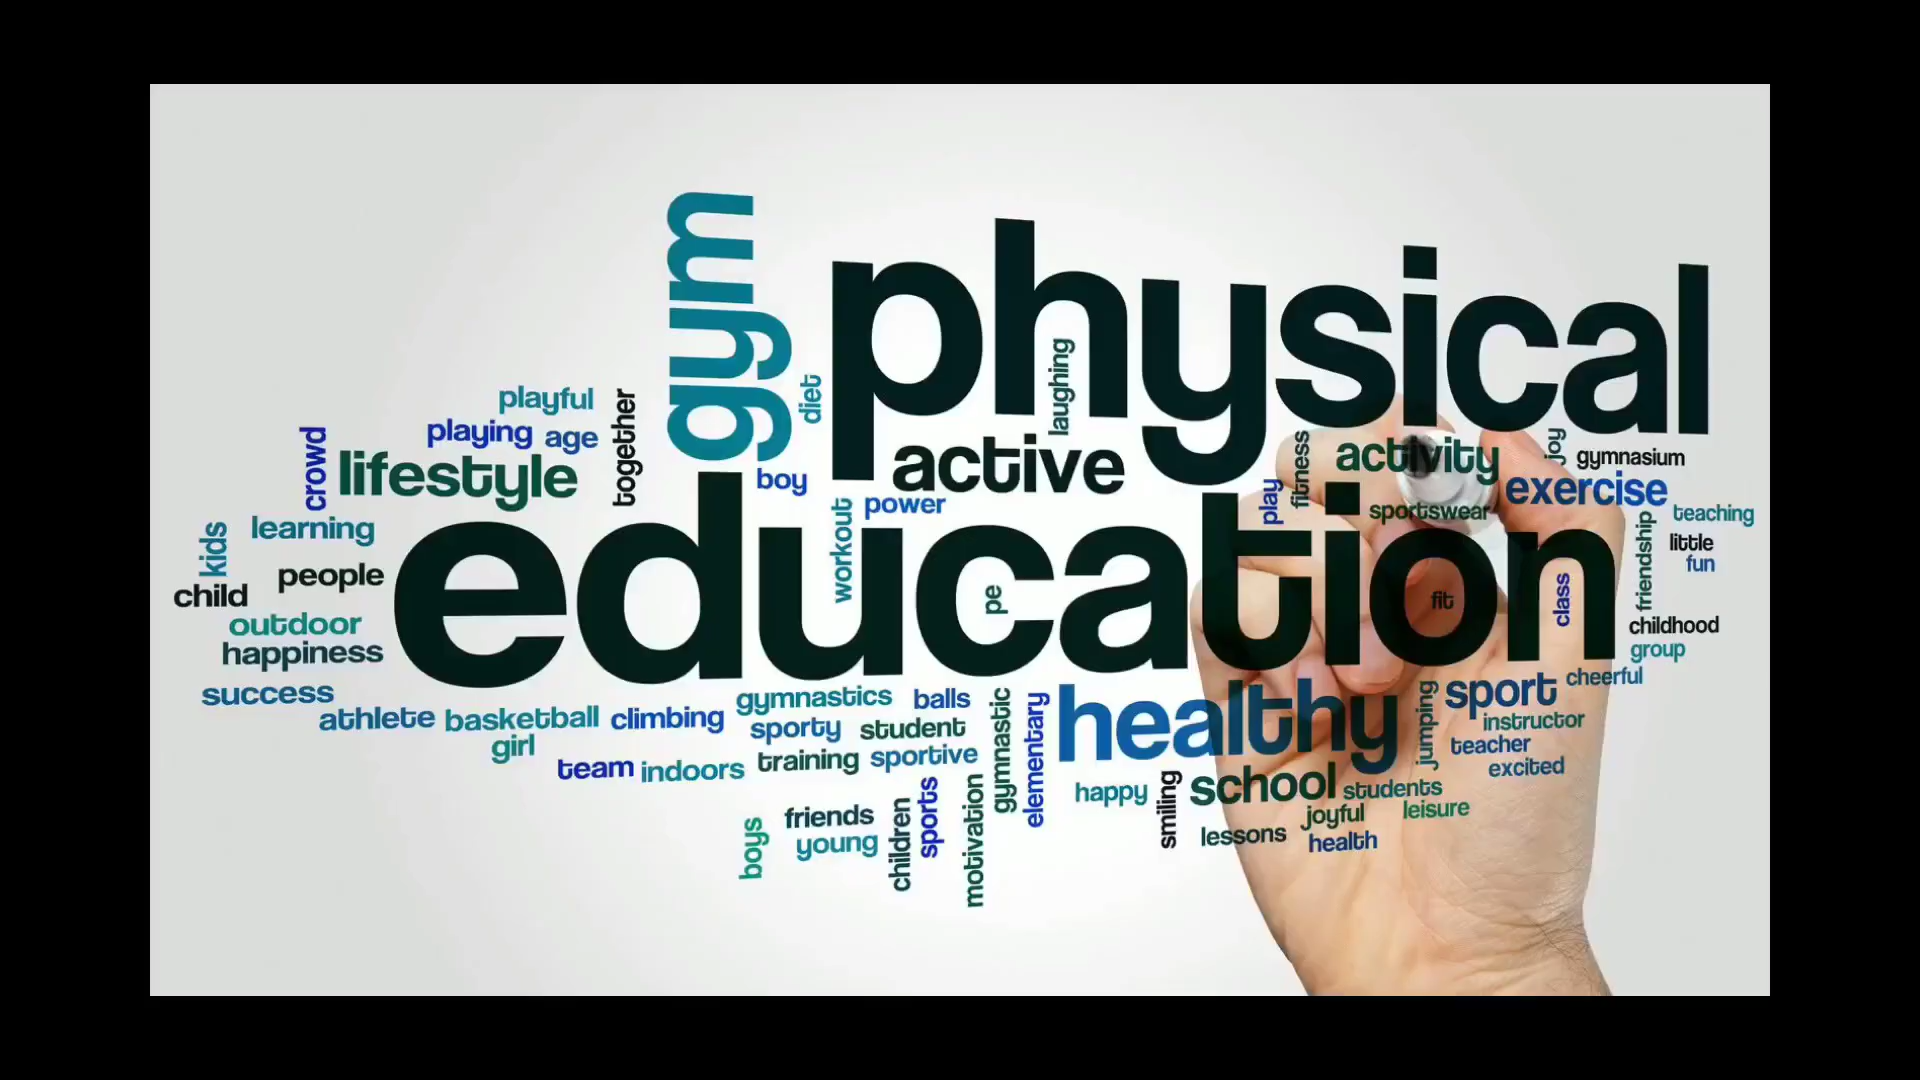 gym
physical
laughing
diet
playful
together
playing
age
crowd
lifestyle
active
activity
joy
gymnasium
fitness
boy
power
workout
play
exercise
sportswear
teaching
education
kids
learning
people
child
outdoor
happiness
pe
fit
class
friendship
little
fun
childhood
group
success
athlete
basketball
climbing
gymnastics
balls
girl
sporty
student
gymnastic
elementary
healthy
jumping
sport
cheerful
instructor
teacher
excited
team
indoors
training
sportive
happy
smiling
school
students
joyful
leisure
lessons
health
boys
friends
young
children
sports
motivation